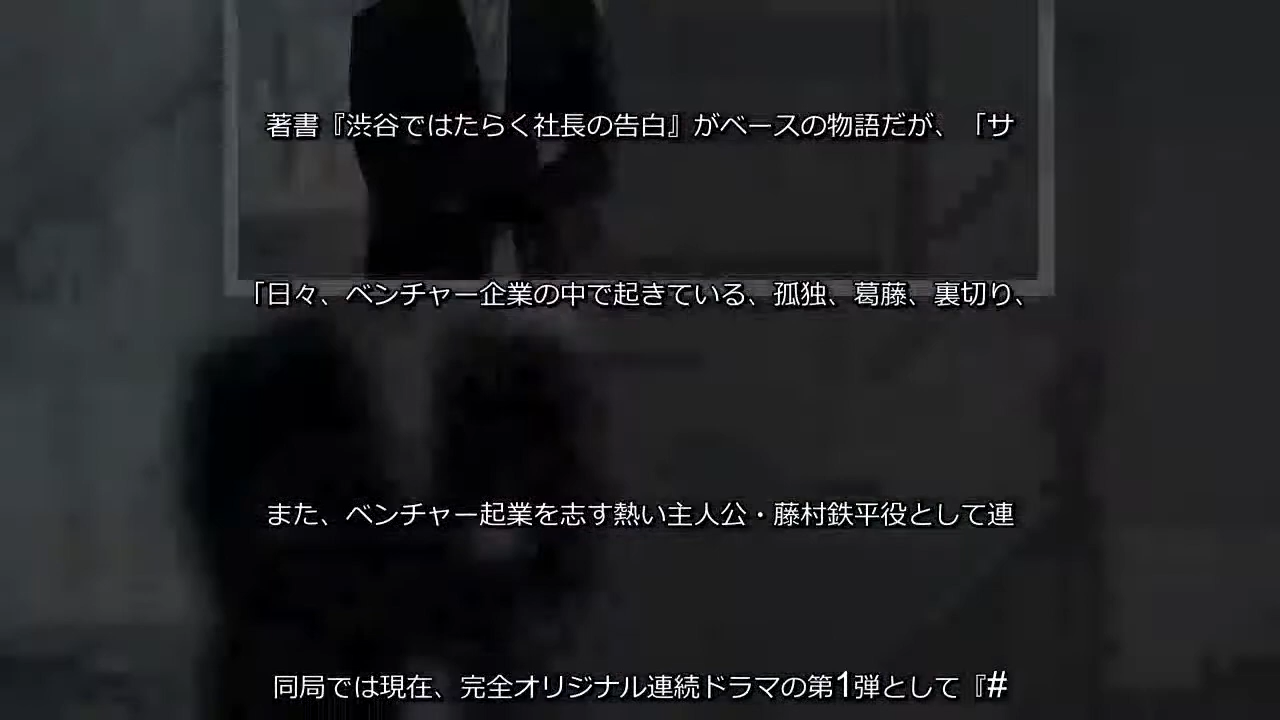 著書『渋谷ではたらく社長の告白』がベースの物語だが、「サ
「日々、ベンチャー企業の中で起きている、孤独、葛藤、裏切り、
また、ベンチャー起業を志す熱い主人公・藤村鉄平役として連
同局では現在、完全オリジナル連続ドラマの第1弾として『#